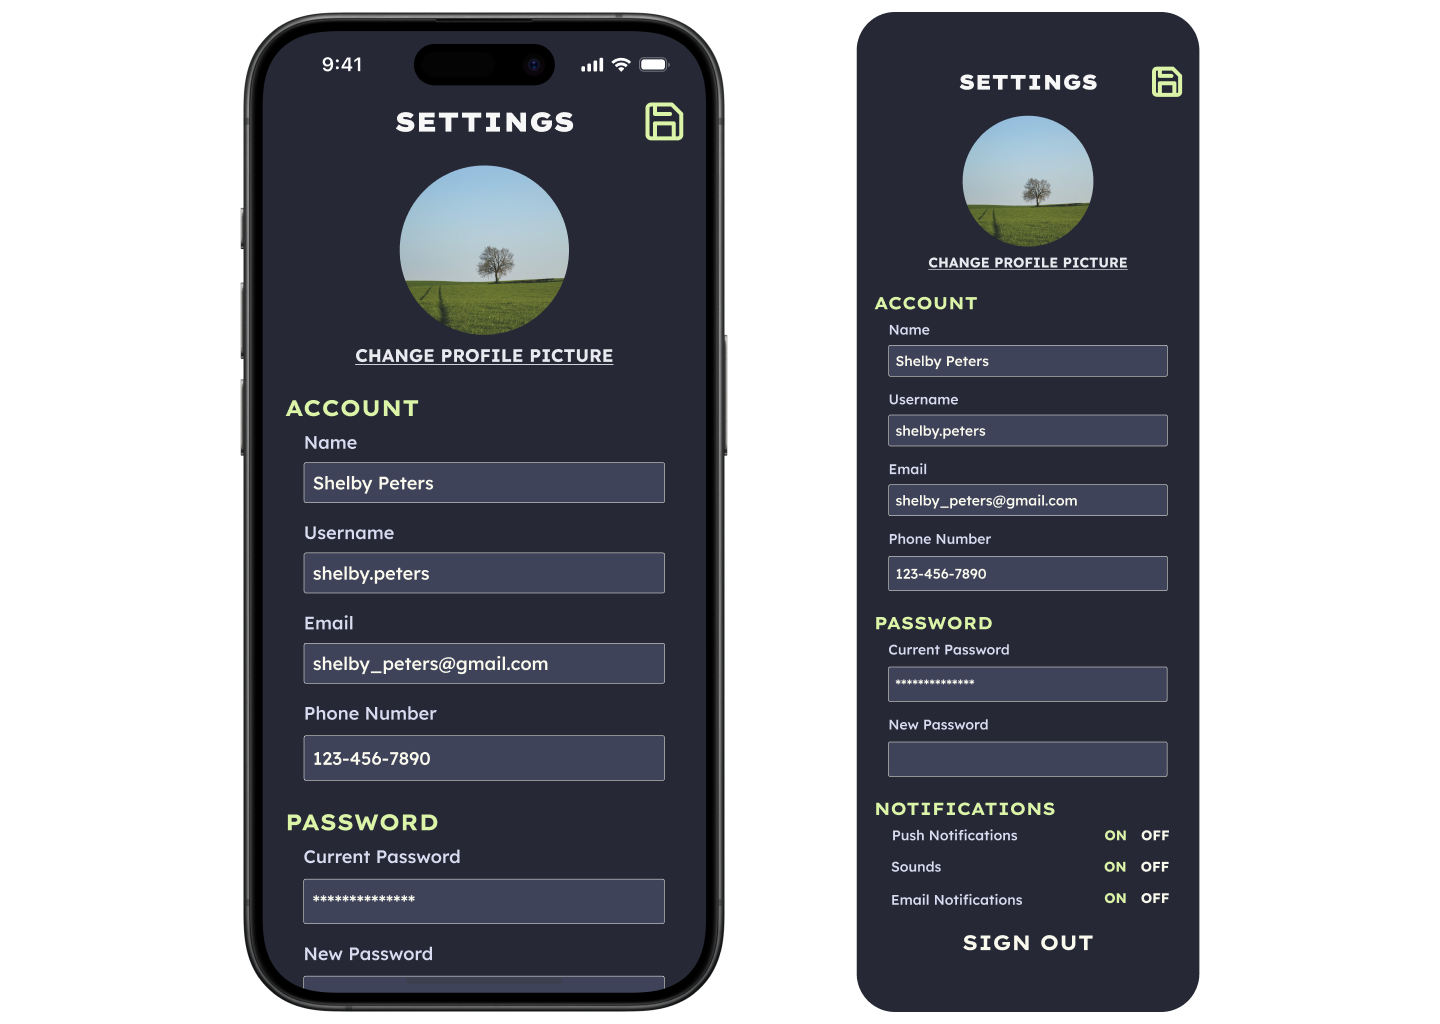 9:41
SETTINGS
CHANGE PROFILE PICTURE
ACCOUNT
Name
Shelby Peters
Username
shelby.peters
Email
shelby_peters@gmail.com
Phone Number
123-456-7890
PASSWORD
Current Password
**************
New Password
SETTINGS
CHANGE PROFILE PICTURE
ACCOUNT
Name
Shelby Peters
Username
shelby.peters
Email
shelby_peters@gmail.com
Phone Number
123-456-7890
PASSWORD
Current Password
**************
New Password
NOTIFICATIONS
Push Notifications ON OFF
Sounds ON OFF
Email Notifications ON OFF
SIGN OUT